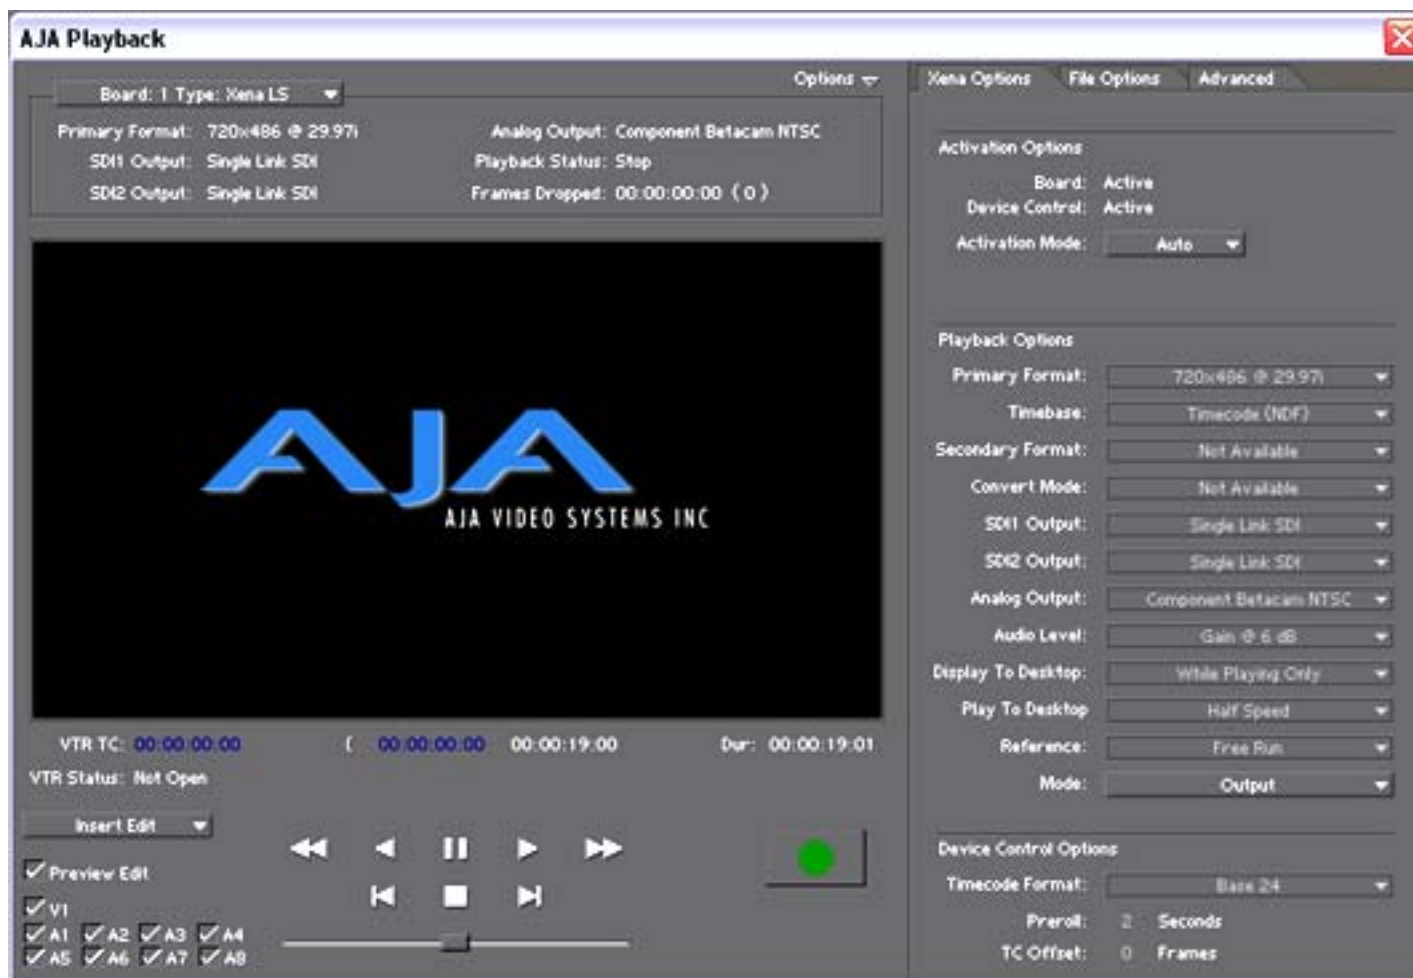 AJA Playback
Options
Board: 1 Type: Xena LS
Primary Format: 720x486 @ 29.97i
Analog Output: Component Betacam NTSC
SDI1 Output: Single Link SDI
Playback Status: Stop
SDI2 Output: Single Link SDI
Frames Dropped: 00:00:00:00 ( 0 )
AJA
AJA VIDEO SYSTEMS INC
VTR TC: 00:00:00:00
[ 00:00:00:00 00:00:19:00
Dur: 00:00:19:01
VTR Status: Not Open
Insert Edit
Preview Edit
V1
A1 A2 A3 A4
A5 A6 A7 A8
Xena Options File Options Advanced
Activation Options
Board: Active
Device Control: Active
Activation Mode: Auto
Playback Options
Primary Format: 720x486 @ 29.97i
Timebase: Timecode (NDF)
Secondary Format: Not Available
Convert Mode: Not Available
SDI1 Output: Single Link SDI
SDI2 Output: Single Link SDI
Analog Output: Component Betacam NTSC
Audio Level: Gain @ 6 dB
Display To Desktop: While Playing Only
Play To Desktop Half Speed
Reference: Free Run
Mode: Output
Device Control Options
Timecode Format: Base 24
Preroll: 2 Seconds
TC Offset: 0 Frames